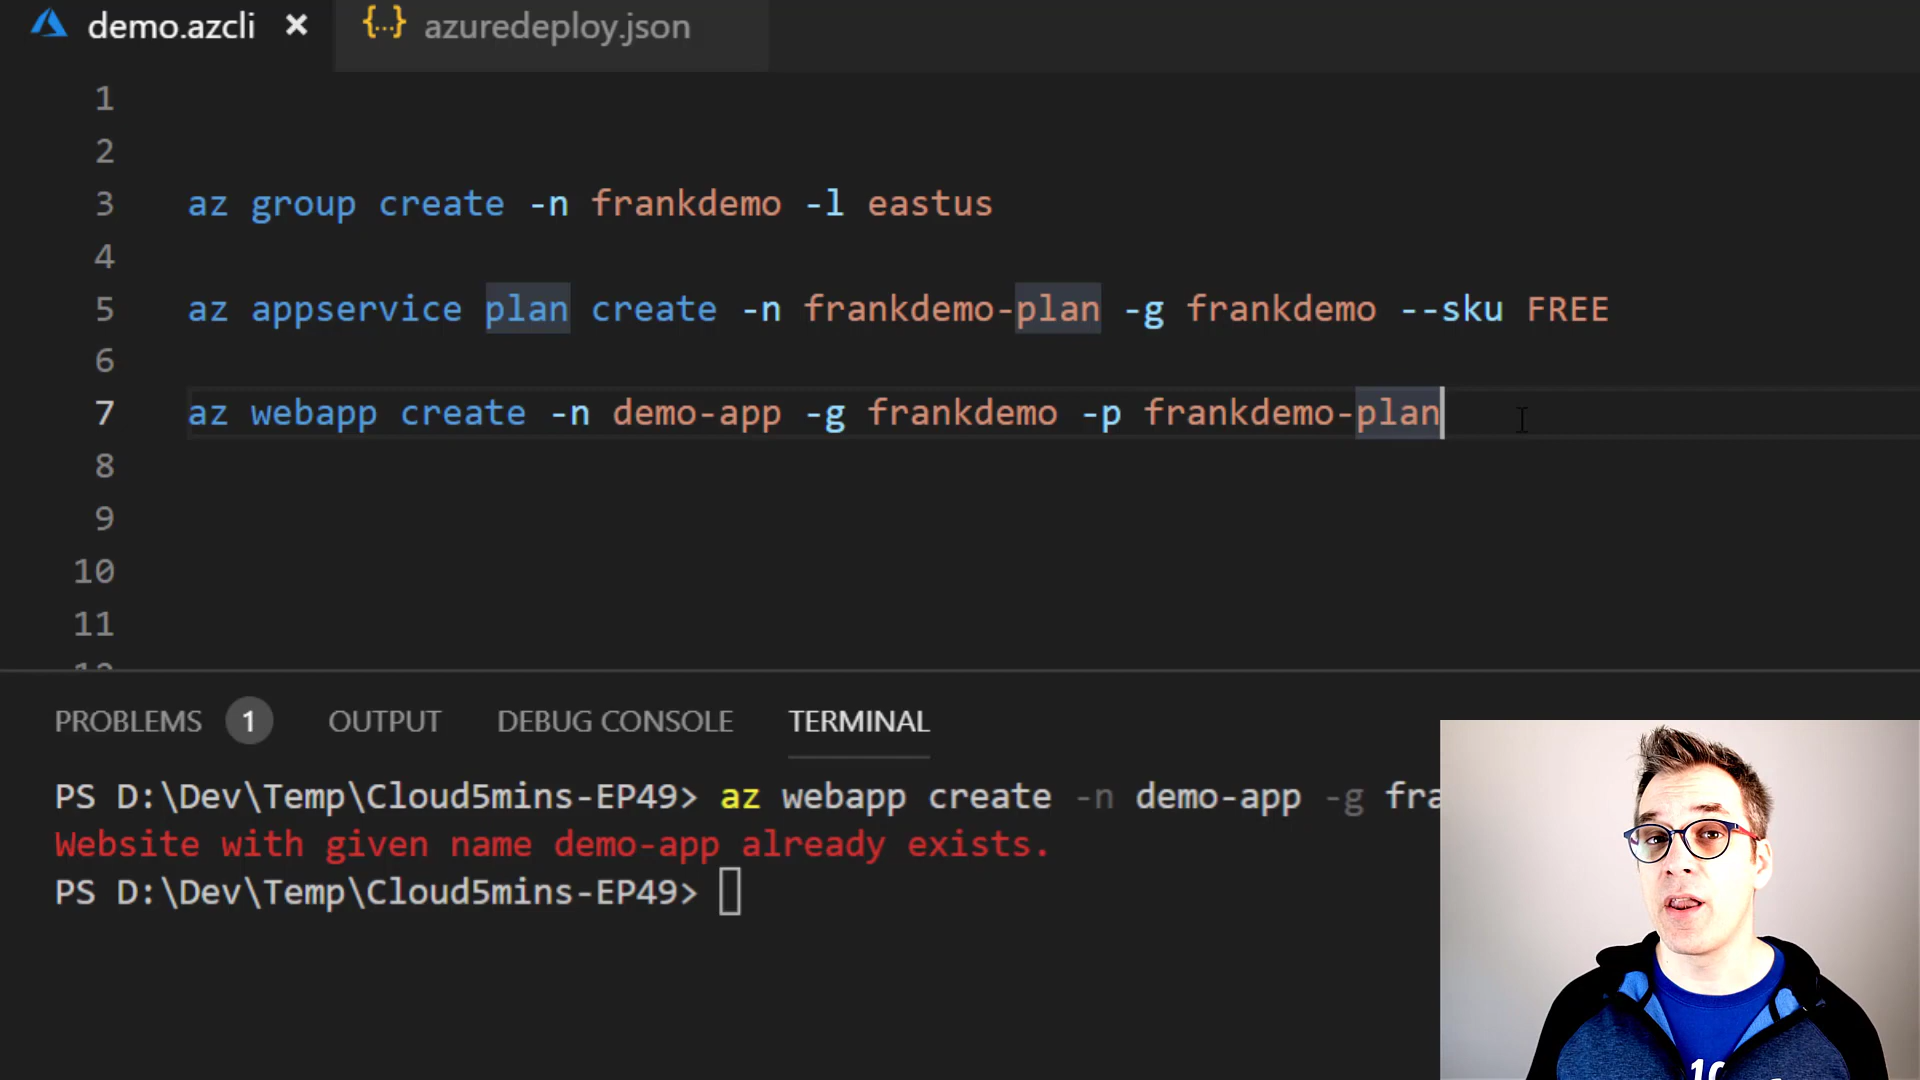 demo.azcli
{..} azuredeploy.json
1
2
3 az group create -n frankdemo -l eastus
4
5 az appservice plan create -n frankdemo-plan -g frankdemo --sku FREE
6
7 az webapp create -n demo-app -g frankdemo -p frankdemo-plan
8
9
10
11
PROBLEMS 1 OUTPUT DEBUG CONSOLE TERMINAL
PS D:\Dev\Temp\Cloud5mins-EP49> az webapp create -n demo-app -g fra
Website with given name demo-app already exists.
PS D:\Dev\Temp\Cloud5mins-EP49>